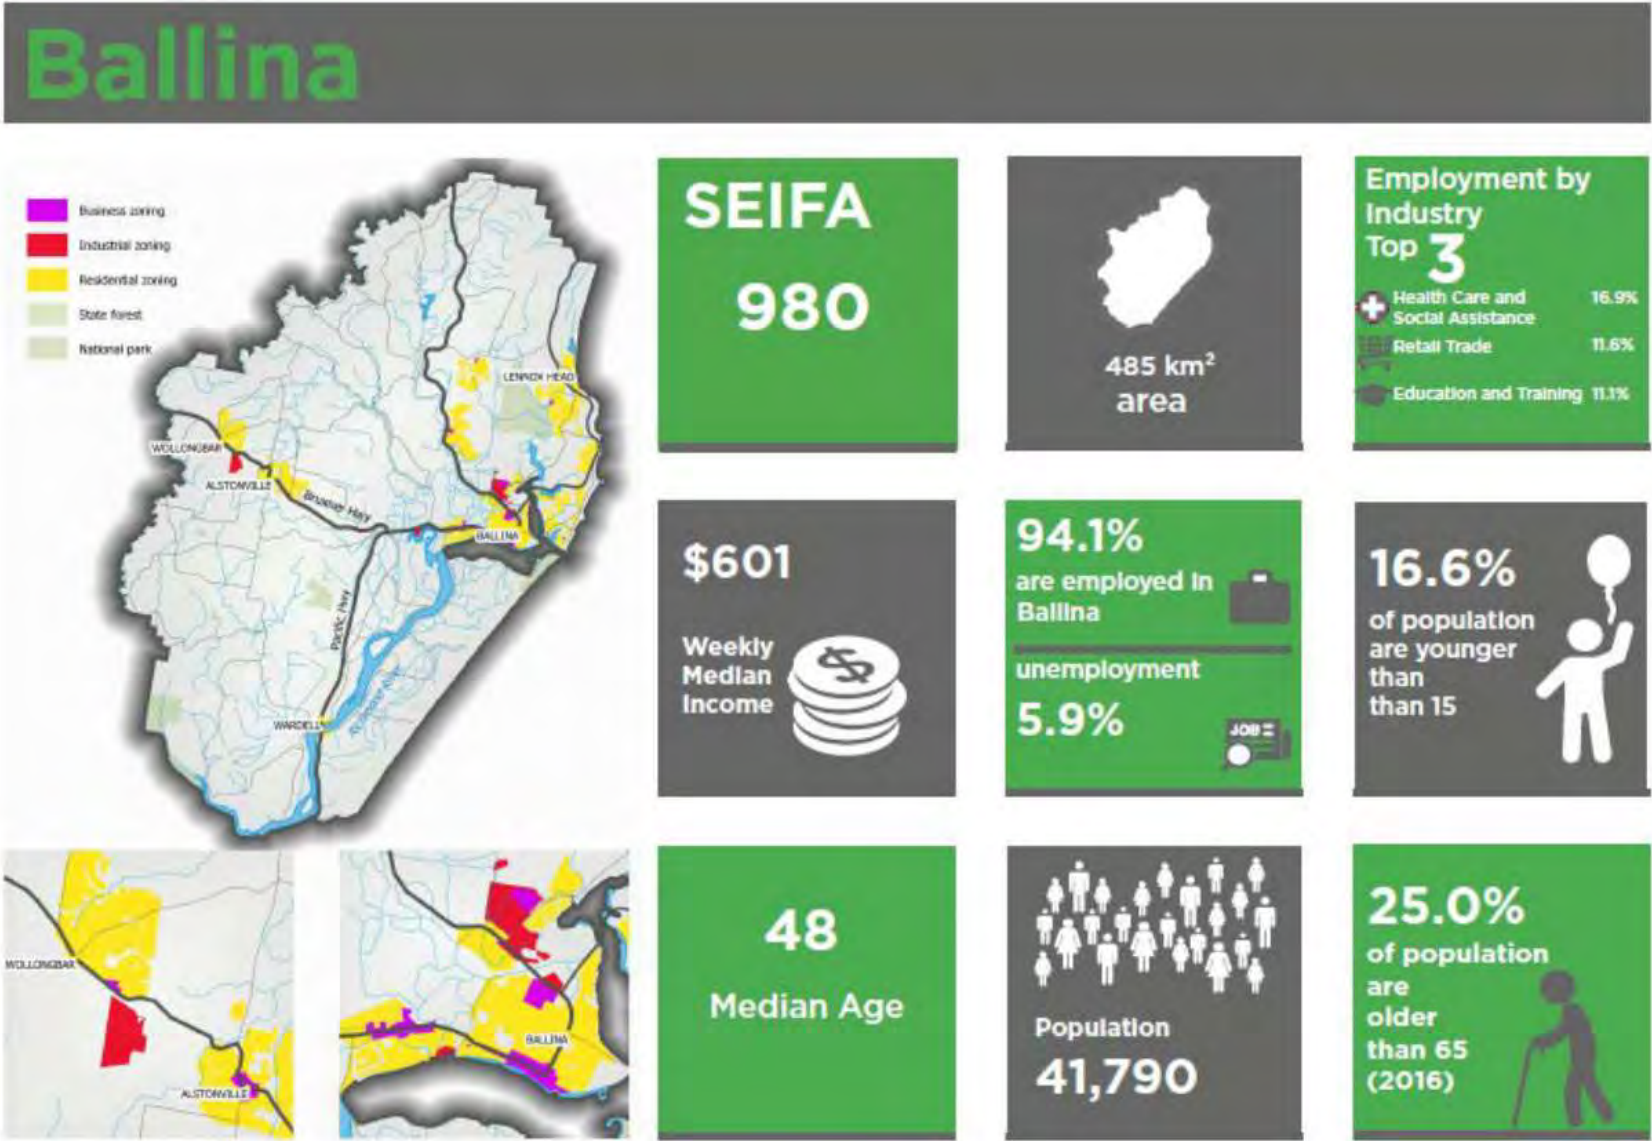 Ballina
Business zoning
Industrial zoning
Residential zoning
State forest
National park
LENNOX HEAD
WOLLONGBAR
ALSTONVILLE
Bruxner Hwy
BALLINA
Pacific Hwy
WARDELL
Richmond River
WOLLONGBAR
ALSTONVILLE
BALLINA
SEIFA
980
485 km²
area
Employment by
Industry
Top 3
Health Care and 16.9%
Social Assistance
Retail Trade 11.6%
Education and Training 11.1%
$601
Weekly
Median
Income
94.1%
are employed in
Ballina
unemployment
5.9%
JOB
16.6%
of population
are younger
than
than 15
48
Median Age
Population
41,790
25.0%
of population
are
older
than 65
(2016)